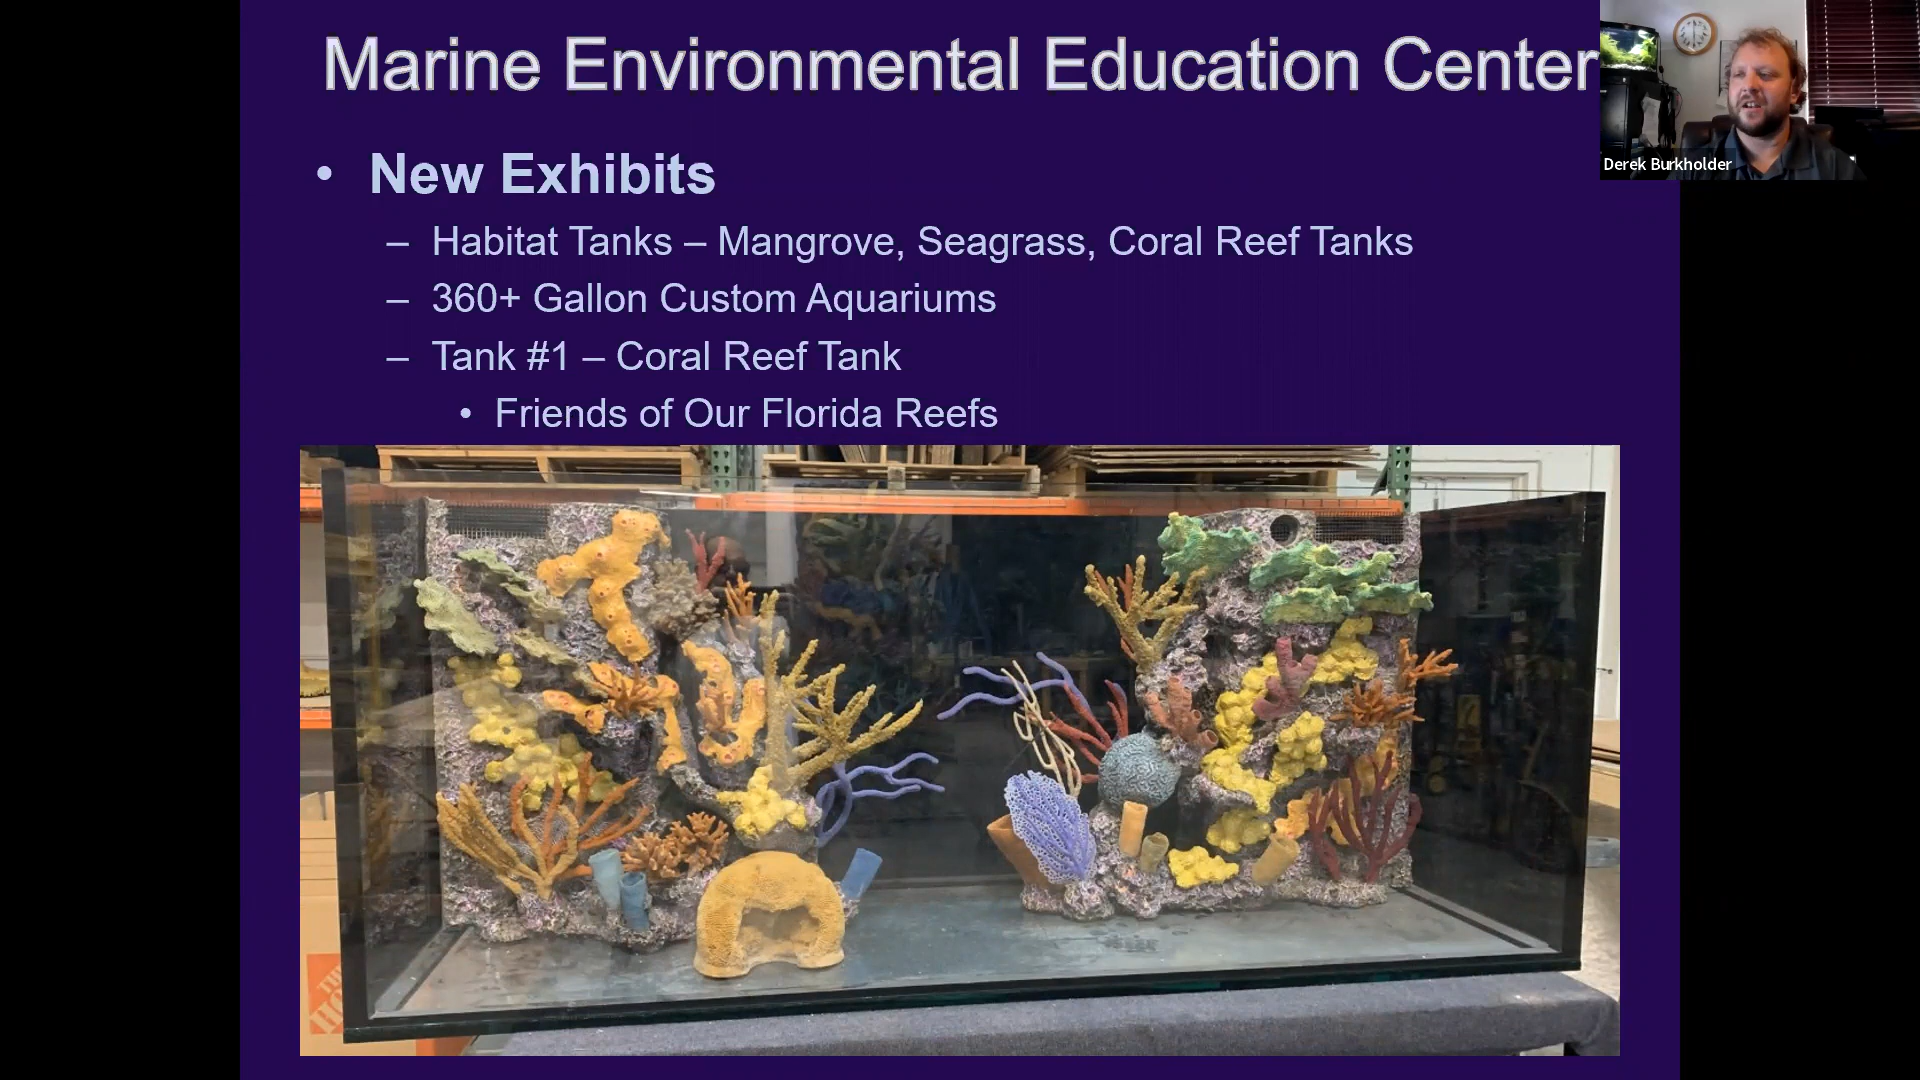 Marine Environmental Education Center
Derek Burkholder
• New Exhibits
– Habitat Tanks – Mangrove, Seagrass, Coral Reef Tanks
– 360+ Gallon Custom Aquariums
– Tank #1 – Coral Reef Tank
• Friends of Our Florida Reefs